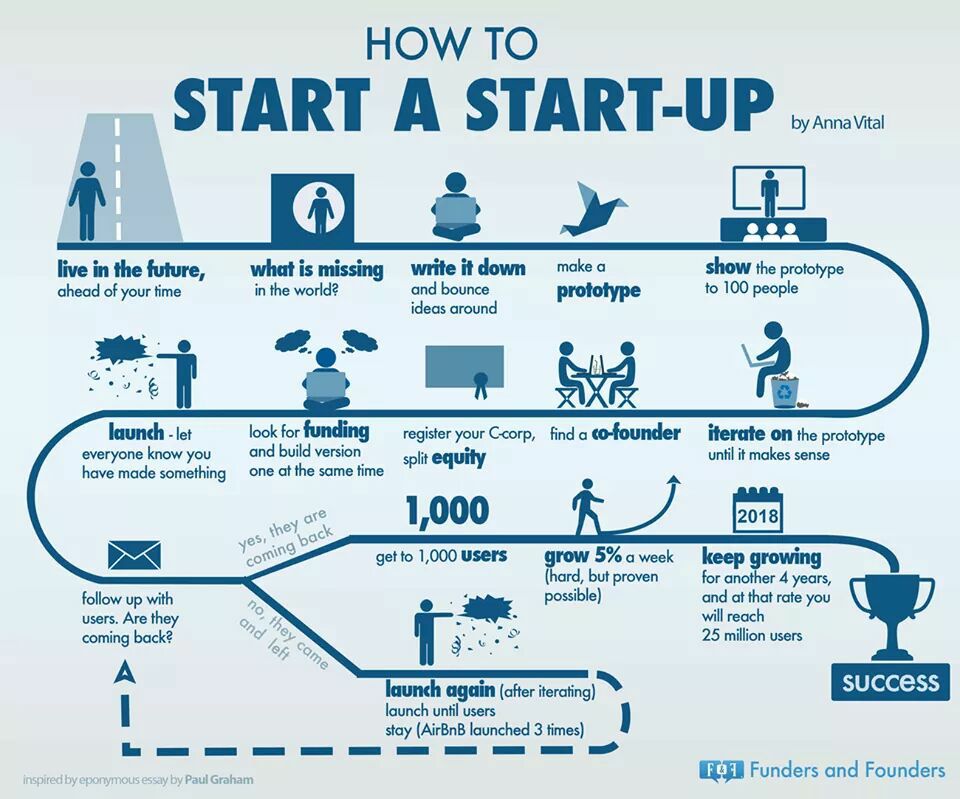 HOW TO
START A START-UP
by Anna Vital
live in the future,
ahead of your time
what is missing
in the world?
write it down
and bounce
ideas around
make a
prototype
show the prototype
to 100 people
launch - let
everyone know you
have made something
look for funding
and build version
one at the same time
register your C-corp,
split equity
find a co-founder
iterate on the prototype
until it makes sense
follow up with
users. Are they
coming back?
yes, they are
coming back
1,000
get to 1,000 users
grow 5% a week
(hard, but proven
possible)
2018
keep growing
for another 4 years,
and at that rate you
will reach
25 million users
success
no, they came
and left
launch again (after iterating)
launch until users
stay (AirBnB launched 3 times)
inspired by eponymous essay by Paul Graham
F&F Funders and Founders